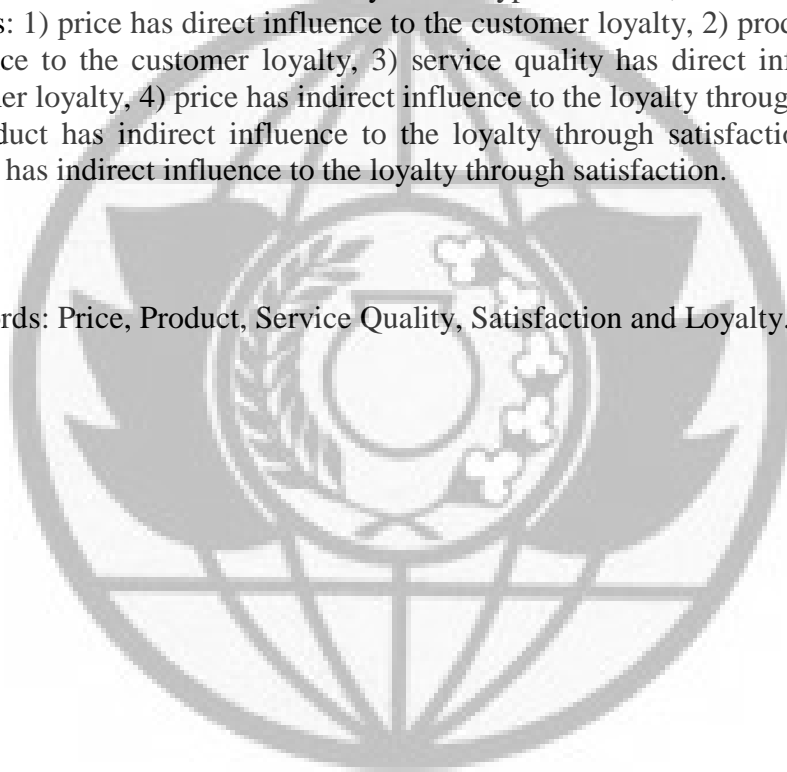 s: 1) price has direct influence to the customer loyalty, 2) prod
ce to the customer loyalty, 3) service quality has direct inf
er loyalty, 4) price has indirect influence to the loyalty through
duct has indirect influence to the loyalty through satisfactio
has indirect influence to the loyalty through satisfaction.
rds: Price, Product, Service Quality, Satisfaction and Loyalty.